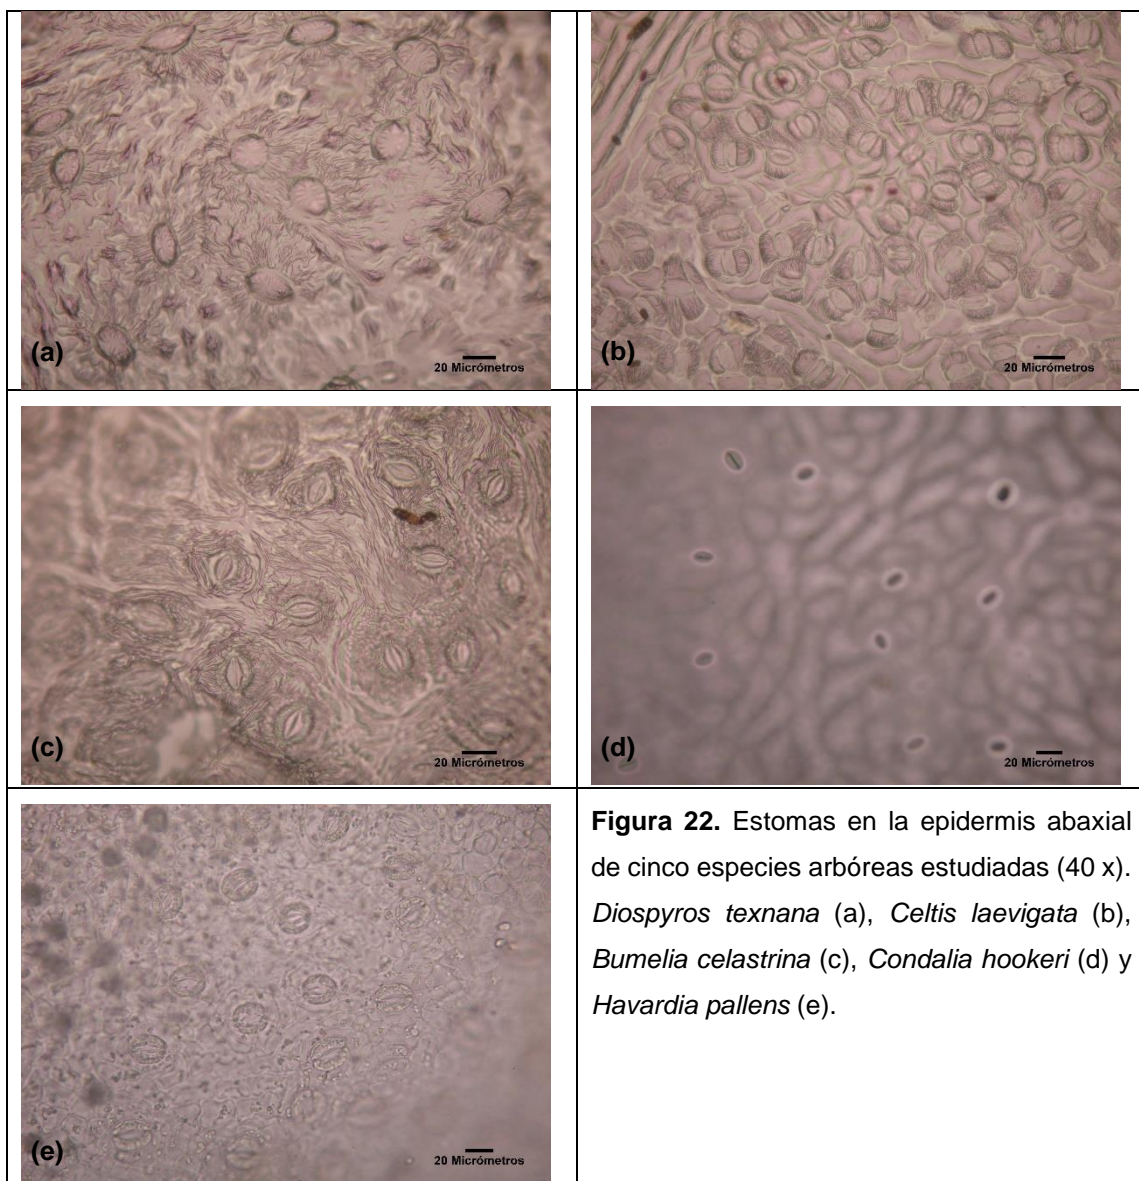 (a)
20 Micrómetros
(b)
20 Micrómetros
(c)
20 Micrómetros
(d)
20 Micrómetros
(e)
20 Micrómetros
Figura 22. Estomas en la epidermis abaxial
de cinco especies arbóreas estudiadas (40 x).
Diospyros texnana (a), Celtis laevigata (b),
Bumelia celastrina (c), Condalia hookeri (d) y
Havardia pallens (e).